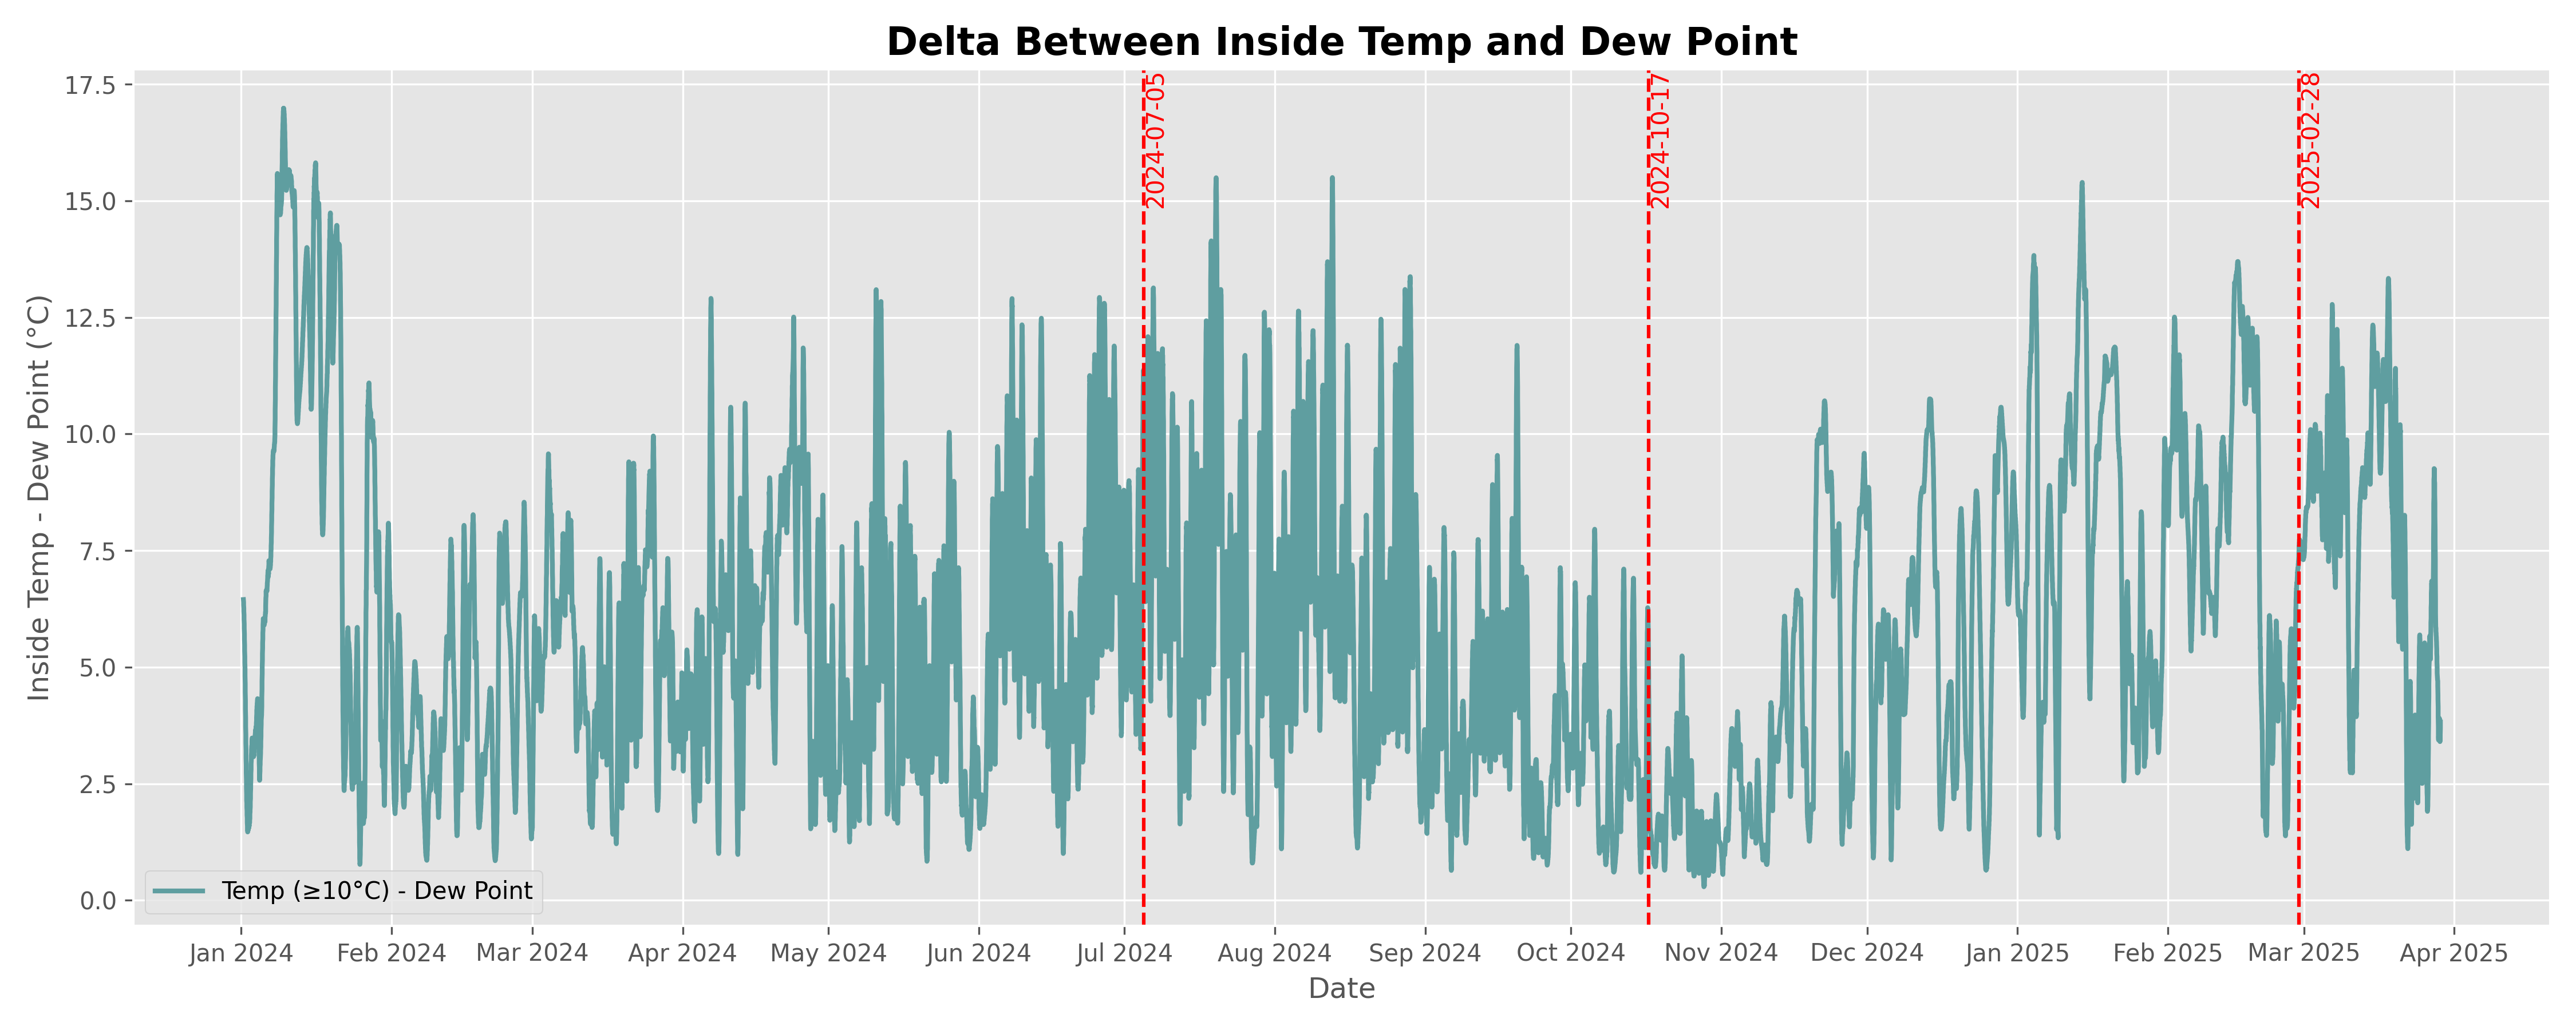 Delta Between Inside Temp and Dew Point
Inside Temp - Dew Point (°C)
17.5
15.0
12.5
10.0
7.5
5.0
2.5
0.0
2024-07-05
2024-10-17
2025-02-28
Temp (≥10°C) - Dew Point
Jan 2024
Feb 2024
Mar 2024
Apr 2024
May 2024
Jun 2024
Jul 2024
Aug 2024
Sep 2024
Oct 2024
Nov 2024
Dec 2024
Jan 2025
Feb 2025
Mar 2025
Apr 2025
Date